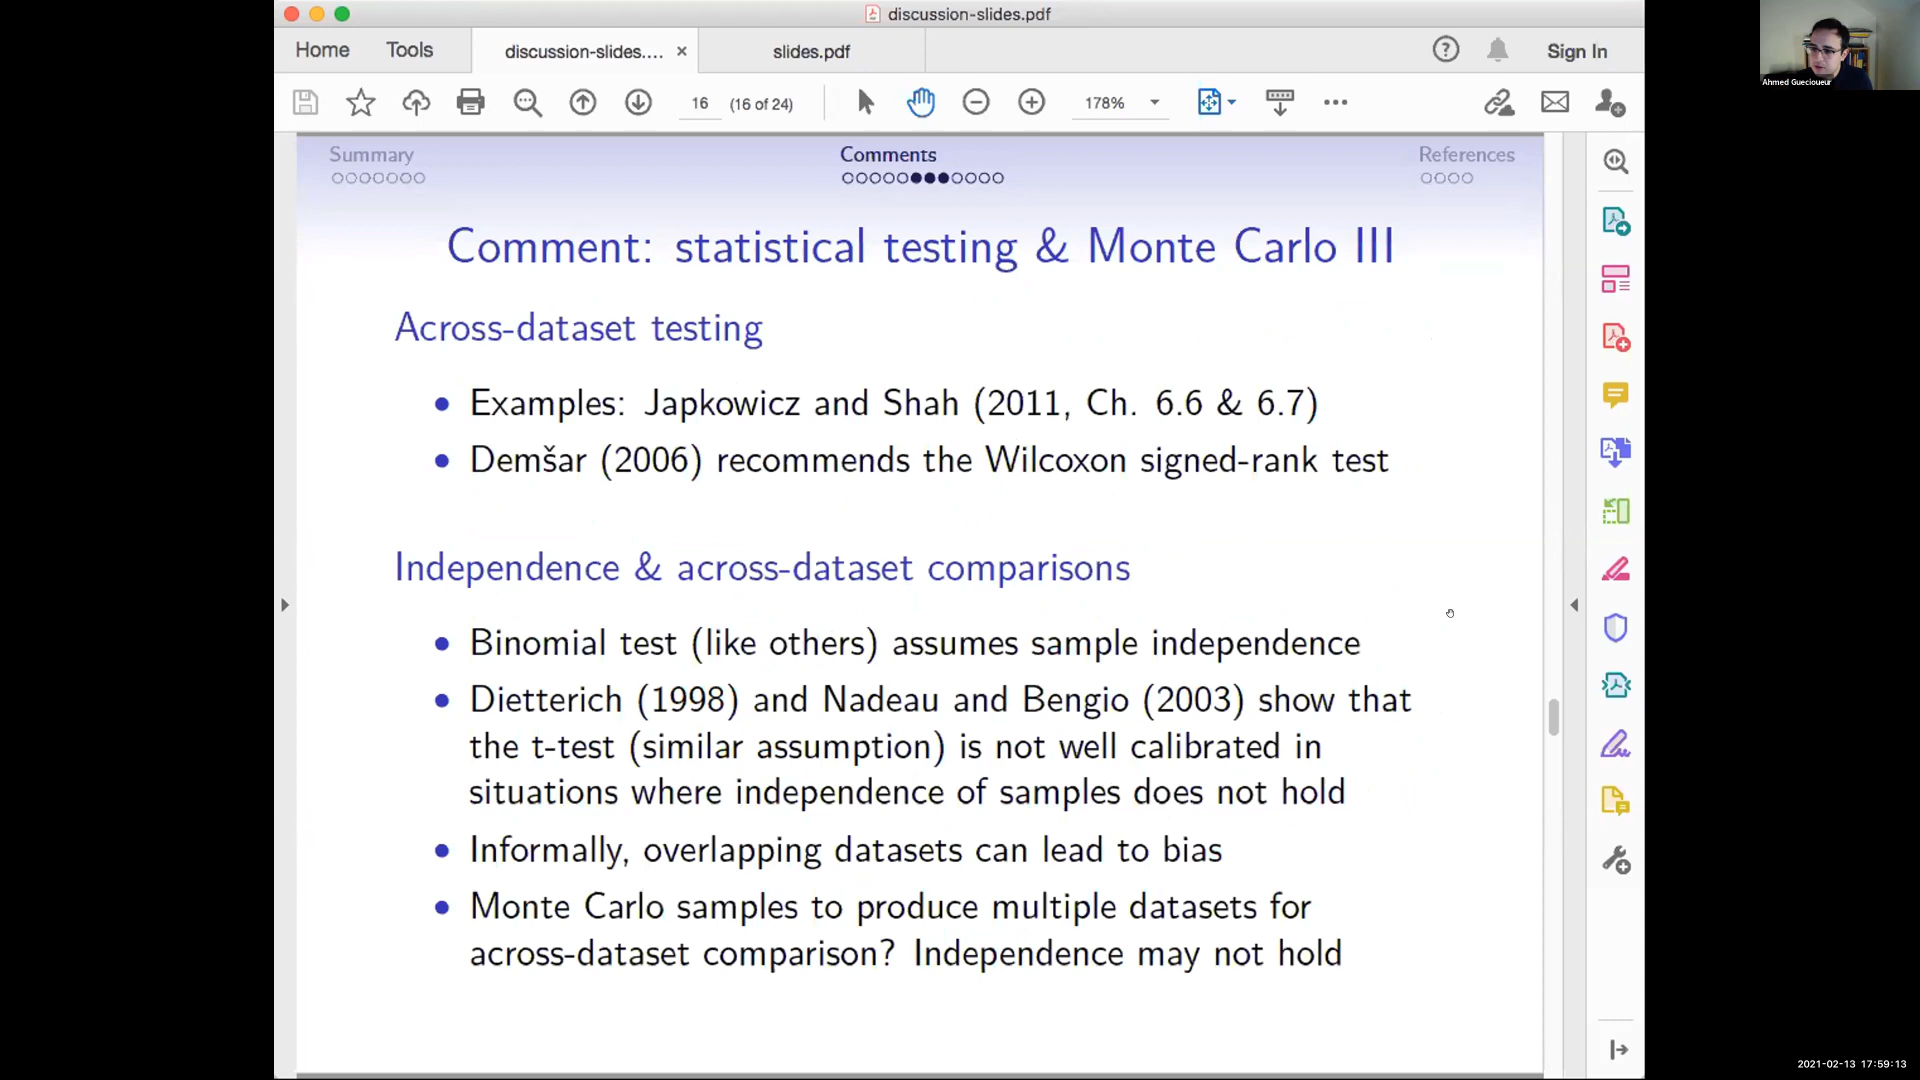 discussion-slides.pdf
Home Tools discussion-slides.... × slides.pdf Sign In
16 (16 of 24) 178%
Ahmed Guecioueur
Summary Comments References
Comment: statistical testing & Monte Carlo III
Across-dataset testing
• Examples: Japkowicz and Shah (2011, Ch. 6.6 & 6.7)
• Demšar (2006) recommends the Wilcoxon signed-rank test
Independence & across-dataset comparisons
• Binomial test (like others) assumes sample independence
• Dietterich (1998) and Nadeau and Bengio (2003) show that
the t-test (similar assumption) is not well calibrated in
situations where independence of samples does not hold
• Informally, overlapping datasets can lead to bias
• Monte Carlo samples to produce multiple datasets for
across-dataset comparison? Independence may not hold
2021-02-13 17:59:13